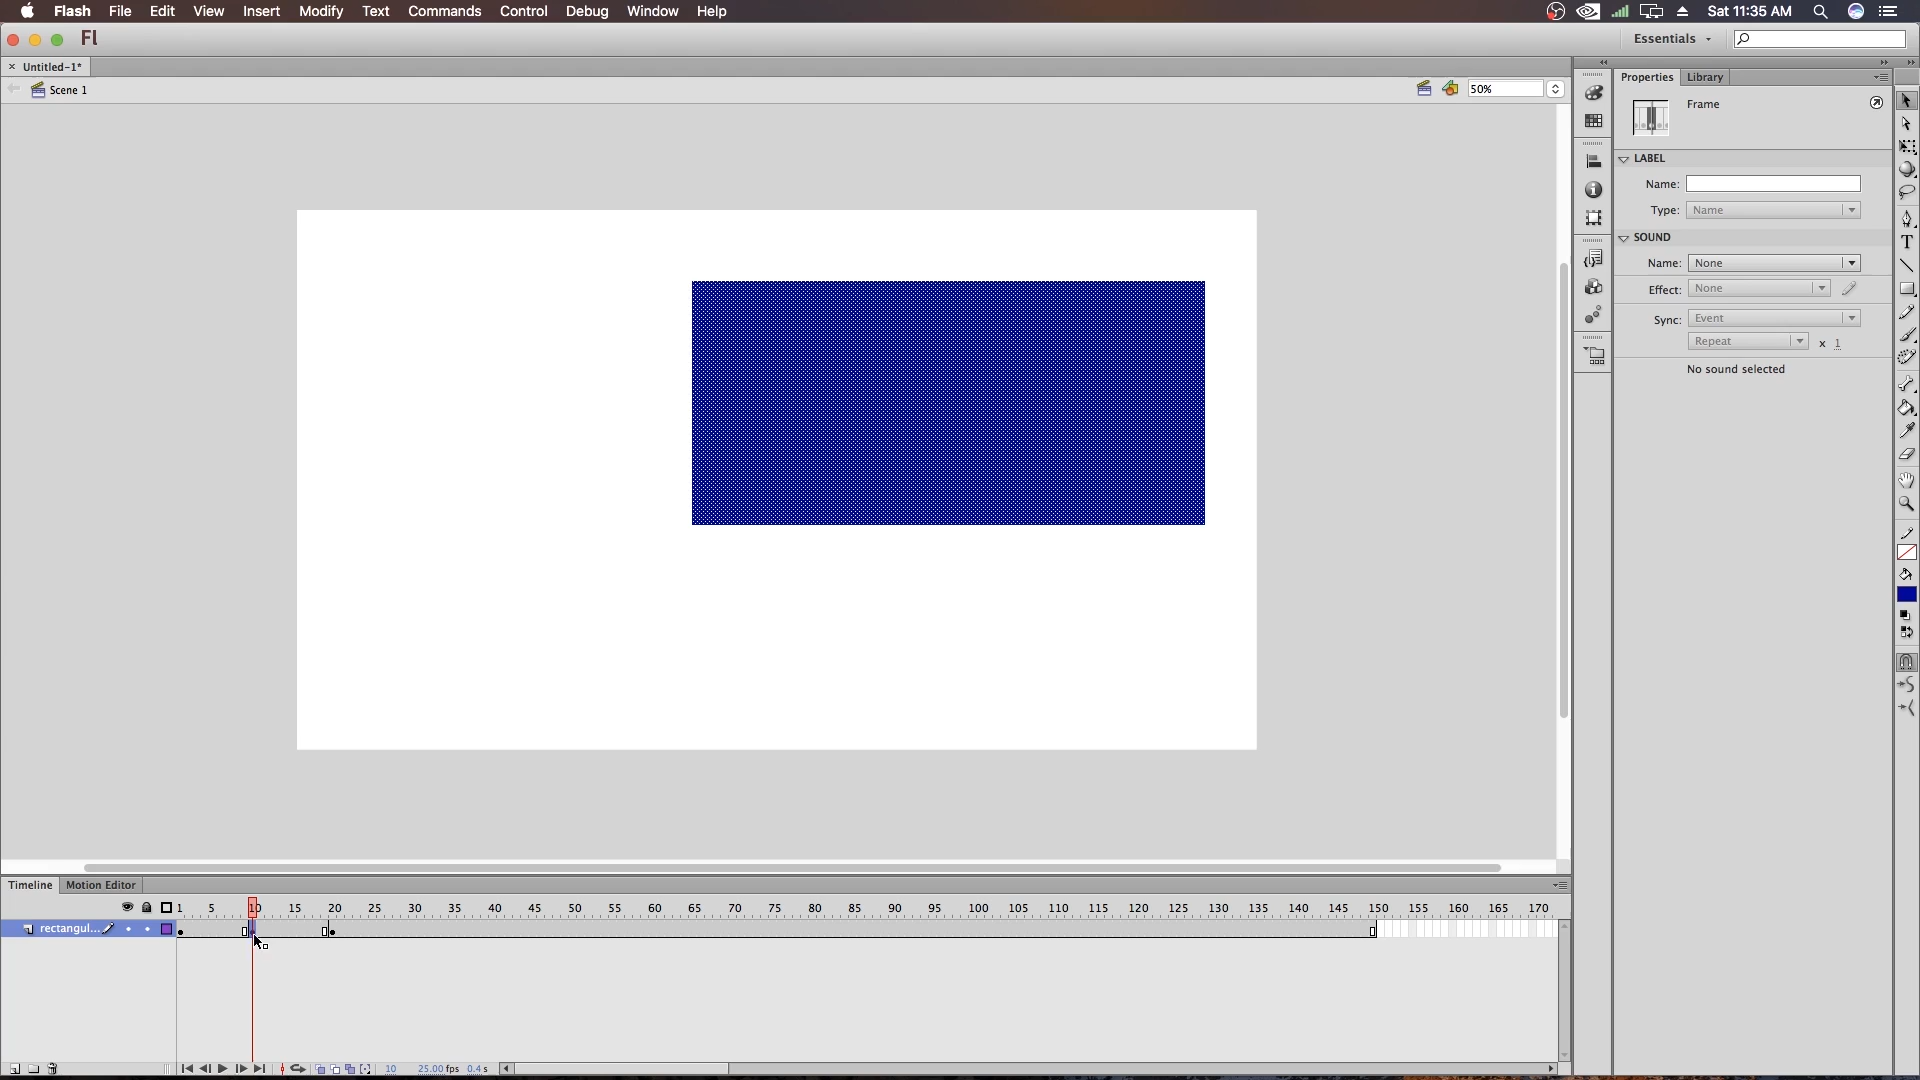 Flash File Edit View Insert Modify Text Commands Control Debug Window Help Sat 11:35 AM
Fl Essentials
Untitled-1*
Scene 1 50%
Properties Library
Frame
LABEL
Name:
Type: Name
SOUND
Name: None
Effect: None
Sync: Event
Repeat x 1
No sound selected
T
Timeline Motion Editor
1 5 10 15 20 25 30 35 40 45 50 55 60 65 70 75 80 85 90 95 100 105 110 115 120 125 130 135 140 145 150 155 160 165 170
rectangul...
10 25.00 fps 0.4 s